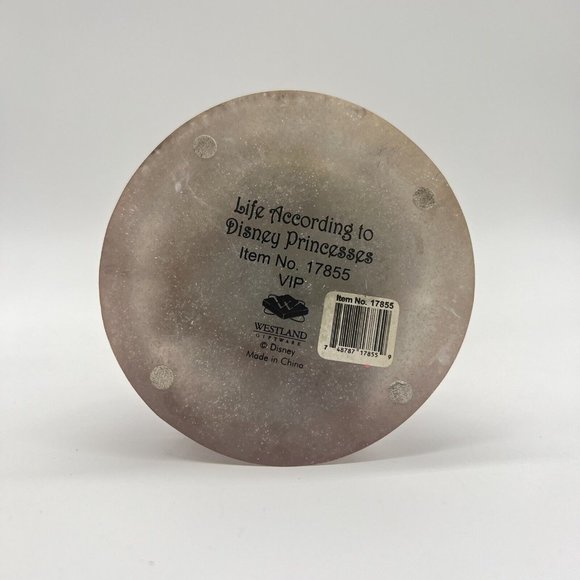 Life According to
Disney Princesses
Item No. 17855
VIP
WESTLAND
GIFTWARE
© Disney
Made in China
Item No. 17855
7 48787 17855 9